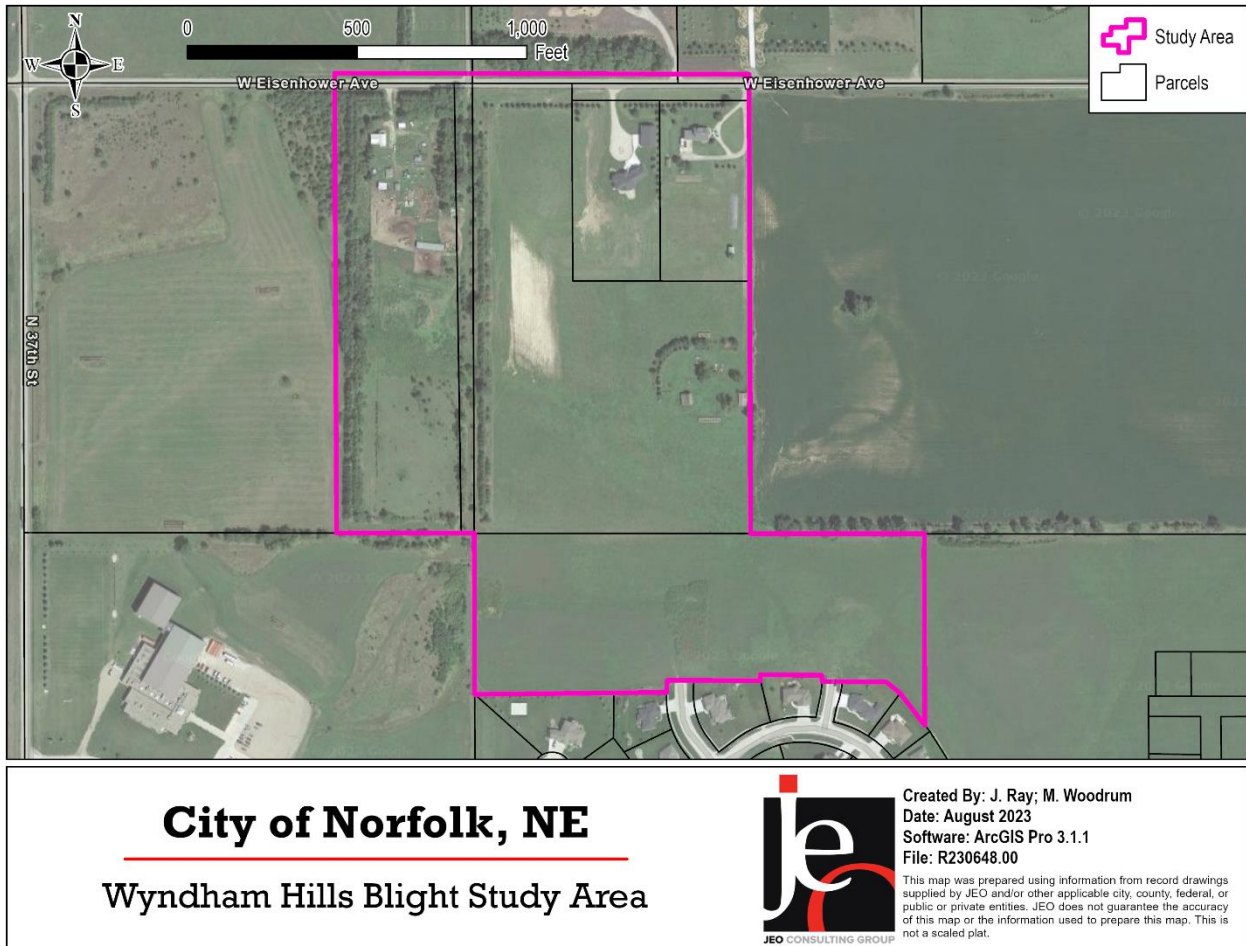 N
W E
S
0 500 1,000
Feet
Study Area
Parcels
W Eisenhower Ave
W Eisenhower Ave
N 37th St
City of Norfolk, NE
Wyndham Hills Blight Study Area
jeo
JEO CONSULTING GROUP
Created By: J. Ray; M. Woodrum
Date: August 2023
Software: ArcGIS Pro 3.1.1
File: R230648.00
This map was prepared using information from record drawings
supplied by JEO and/or other applicable city, county, federal, or
public or private entities. JEO does not guarantee the accuracy
of this map or the information used to prepare this map. This is
not a scaled plat.